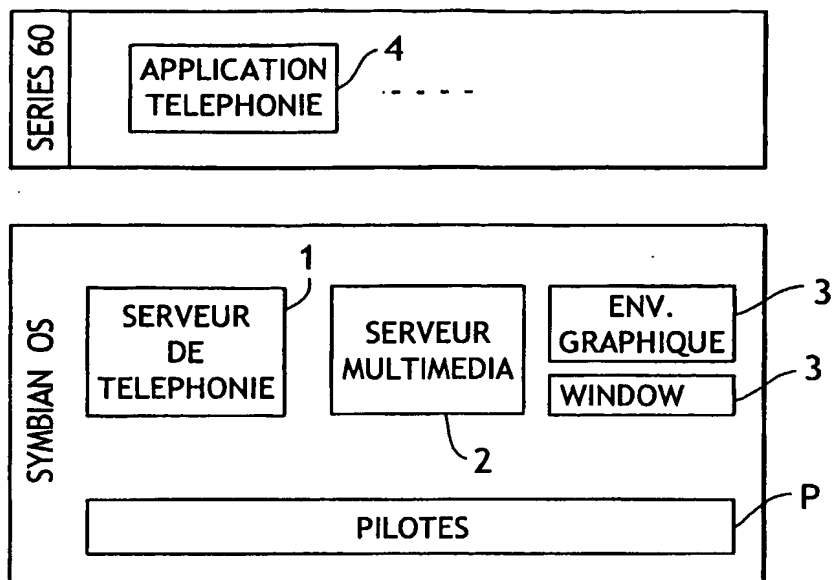 SERIES 60
APPLICATION
TELEPHONIE
4
SYMBIAN OS
1
SERVEUR
DE
TELEPHONIE
SERVEUR
MULTIMEDIA
2
ENV.
GRAPHIQUE
3
WINDOW
3
PILOTES
P